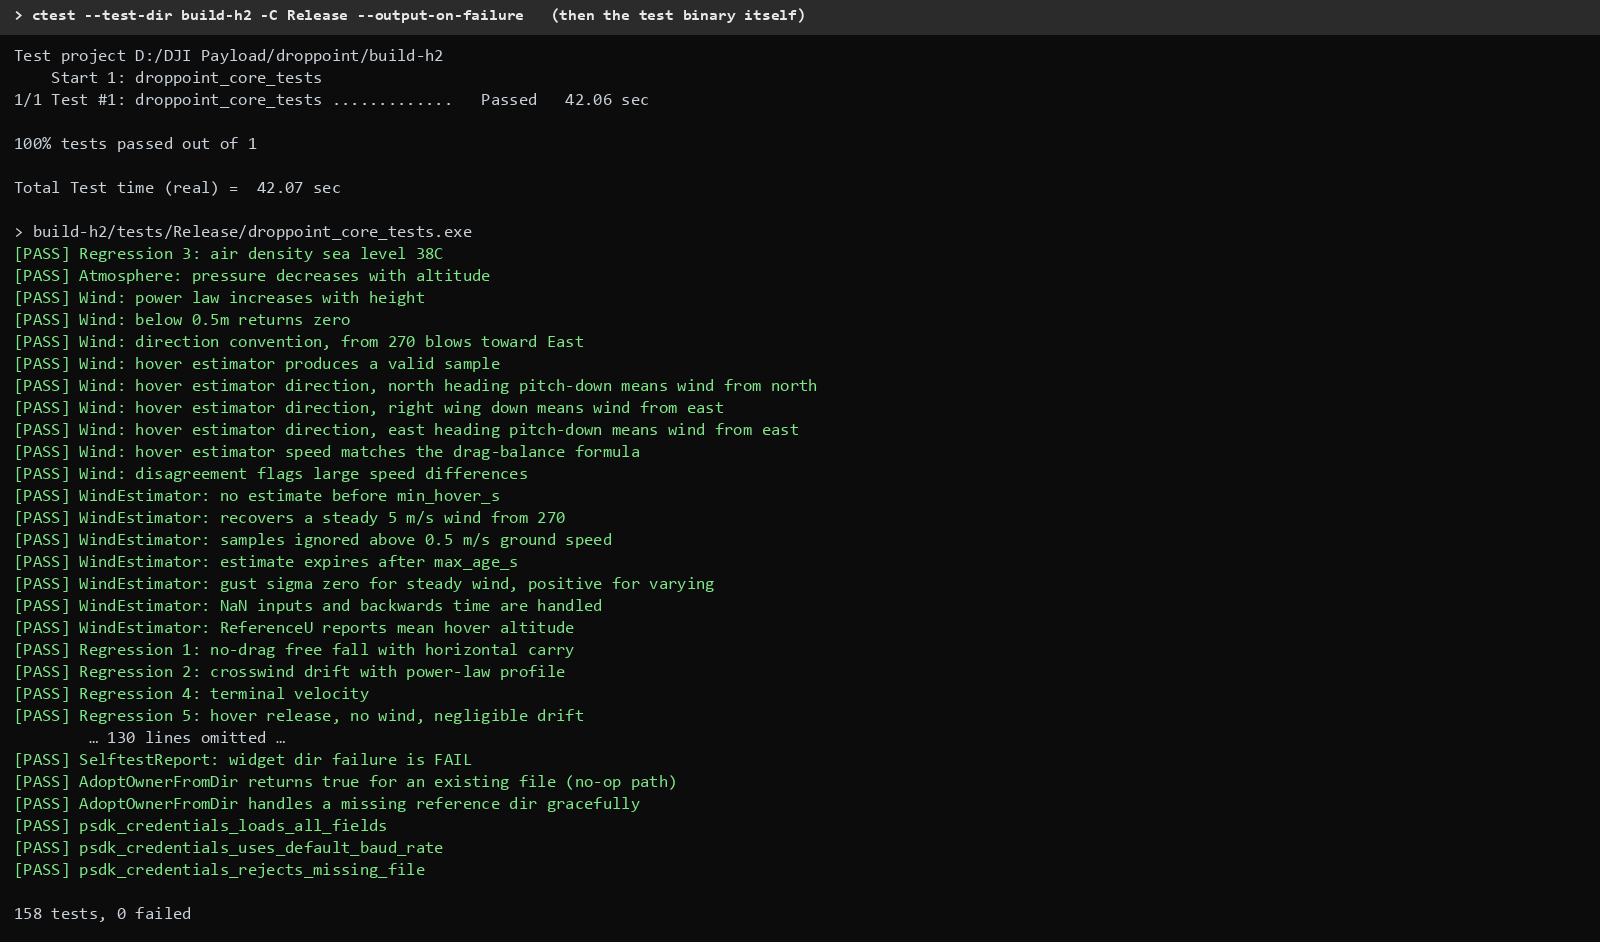 > ctest --test-dir build-h2 -C Release --output-on-failure   (then the test binary itself)
Test project D:/DJI Payload/droppoint/build-h2
    Start 1: droppoint_core_tests
1/1 Test #1: droppoint_core_tests .............   Passed   42.06 sec

100% tests passed out of 1

Total Test time (real) =  42.07 sec

> build-h2/tests/Release/droppoint_core_tests.exe
[PASS] Regression 3: air density sea level 38C
[PASS] Atmosphere: pressure decreases with altitude
[PASS] Wind: power law increases with height
[PASS] Wind: below 0.5m returns zero
[PASS] Wind: direction convention, from 270 blows toward East
[PASS] Wind: hover estimator produces a valid sample
[PASS] Wind: hover estimator direction, north heading pitch-down means wind from north
[PASS] Wind: hover estimator direction, right wing down means wind from east
[PASS] Wind: hover estimator direction, east heading pitch-down means wind from east
[PASS] Wind: hover estimator speed matches the drag-balance formula
[PASS] Wind: disagreement flags large speed differences
[PASS] WindEstimator: no estimate before min_hover_s
[PASS] WindEstimator: recovers a steady 5 m/s wind from 270
[PASS] WindEstimator: samples ignored above 0.5 m/s ground speed
[PASS] WindEstimator: estimate expires after max_age_s
[PASS] WindEstimator: gust sigma zero for steady wind, positive for varying
[PASS] WindEstimator: NaN inputs and backwards time are handled
[PASS] WindEstimator: ReferenceU reports mean hover altitude
[PASS] Regression 1: no-drag free fall with horizontal carry
[PASS] Regression 2: crosswind drift with power-law profile
[PASS] Regression 4: terminal velocity
[PASS] Regression 5: hover release, no wind, negligible drift
        … 130 lines omitted …
[PASS] SelftestReport: widget dir failure is FAIL
[PASS] AdoptOwnerFromDir returns true for an existing file (no-op path)
[PASS] AdoptOwnerFromDir handles a missing reference dir gracefully
[PASS] psdk_credentials_loads_all_fields
[PASS] psdk_credentials_uses_default_baud_rate
[PASS] psdk_credentials_rejects_missing_file

158 tests, 0 failed